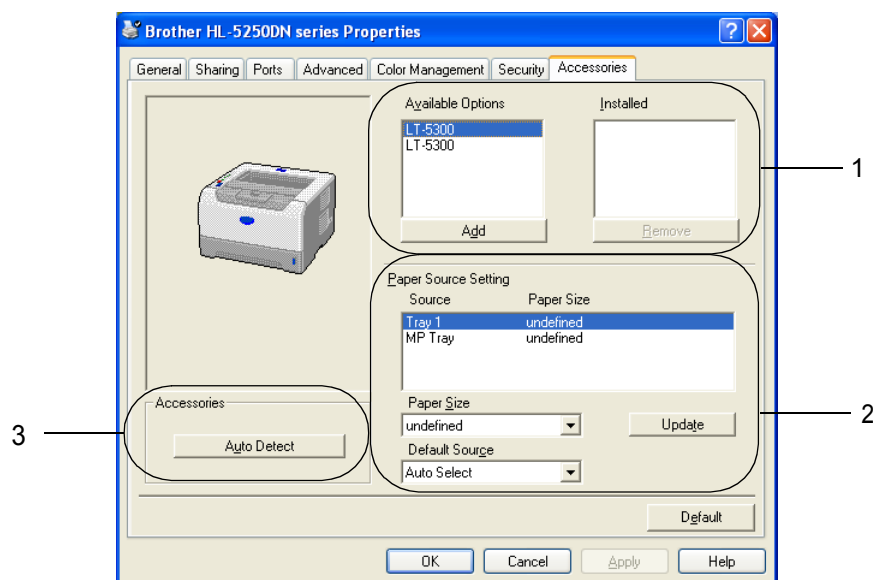 Brother HL-5250DN series Properties
General Sharing Ports Advanced Color Management Security Accessories
Available Options Installed
LT-5300
LT-5300
1
Add Remove
Paper Source Setting
Source Paper Size
Tray 1 undefined
MP Tray undefined
Accessories
Paper Size
2
undefined Update
3
Auto Detect
Default Source
Auto Select
Default
OK Cancel Apply Help